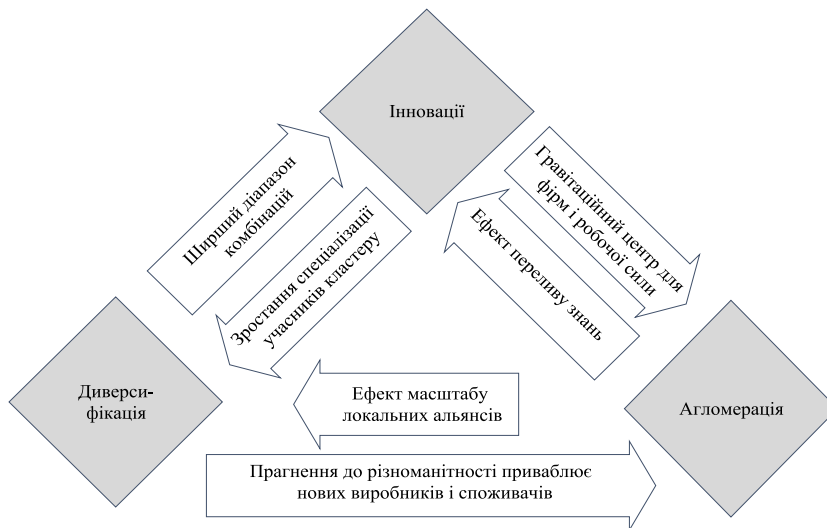 Інновації
Ширший діапазон
комбінацій
Зростання спеціалізації
учасників кластеру
Гравітаційний центр для
фірм і робочої сили
Ефект переливу знань
Диверси-
фікація
Ефект масштабу
локальних альянсів
Агломерація
Прагнення до різноманітності приваблює
нових виробників і споживачів